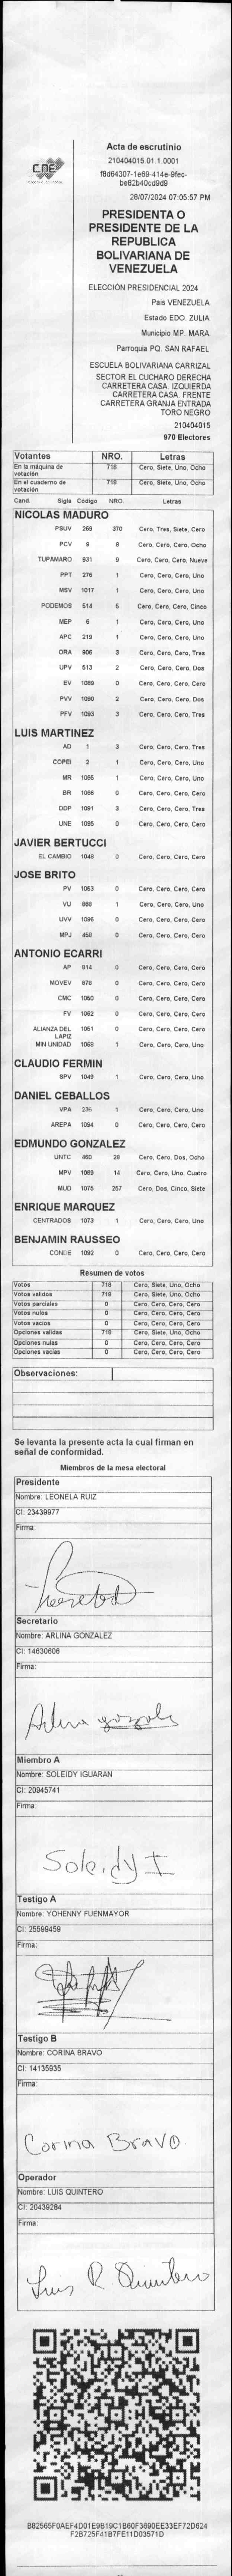 CNE
Acta de escrutinio
210404015.01.1.0001
f8d64307-1e69-414e-9fec-
be82b40cd9d9
28/07/2024 07:05:57 PM
PRESIDENTA O
PRESIDENTE DE LA
REPUBLICA
BOLIVARIANA DE
VENEZUELA
ELECCIÓN PRESIDENCIAL 2024
País VENEZUELA
Estado EDO. ZULIA
Municipio MP. MARA
Parroquia PQ. SAN RAFAEL
ESCUELA BOLIVARIANA CARRIZAL
SECTOR EL CUCHARO DERECHA
CARRETERA CASA. IZQUIERDA
CARRETERA CASA. FRENTE
CARRETERA GRANJA ENTRADA
TORO NEGRO
210404015
970 Electores
Votantes NRO. Letras
En la máquina de votación 718 Cero, Siete, Uno, Ocho
En el cuaderno de votación 718 Cero, Siete, Uno, Ocho
Cand. Sigla Código NRO. Letras
NICOLAS MADURO
PSUV 269 370 Cero, Tres, Siete, Cero
PCV 9 8 Cero, Cero, Cero, Ocho
TUPAMARO 931 9 Cero, Cero, Cero, Nueve
PPT 276 1 Cero, Cero, Cero, Uno
MSV 1017 1 Cero, Cero, Cero, Uno
PODEMOS 514 5 Cero, Cero, Cero, Cinco
MEP 6 1 Cero, Cero, Cero, Uno
APC 219 1 Cero, Cero, Cero, Uno
ORA 906 3 Cero, Cero, Cero, Tres
UPV 513 2 Cero, Cero, Cero, Dos
EV 1089 0 Cero, Cero, Cero, Cero
PVV 1090 2 Cero, Cero, Cero, Dos
PFV 1093 3 Cero, Cero, Cero, Tres
LUIS MARTINEZ
AD 1 3 Cero, Cero, Cero, Tres
COPEI 2 1 Cero, Cero, Cero, Uno
MR 1065 1 Cero, Cero, Cero, Uno
BR 1066 0 Cero, Cero, Cero, Cero
DDP 1091 3 Cero, Cero, Cero, Tres
UNE 1095 0 Cero, Cero, Cero, Cero
JAVIER BERTUCCI
EL CAMBIO 1048 0 Cero, Cero, Cero, Cero
JOSE BRITO
PV 1053 0 Cero, Cero, Cero, Cero
VU 868 1 Cero, Cero, Cero, Uno
UVV 1096 0 Cero, Cero, Cero, Cero
MPJ 458 0 Cero, Cero, Cero, Cero
ANTONIO ECARRI
AP 814 0 Cero, Cero, Cero, Cero
MOVEV 878 0 Cero, Cero, Cero, Cero
CMC 1050 0 Cero, Cero, Cero, Cero
FV 1062 0 Cero, Cero, Cero, Cero
ALIANZA DEL LAPIZ 1051 0 Cero, Cero, Cero, Cero
MIN UNIDAD 1068 1 Cero, Cero, Cero, Uno
CLAUDIO FERMIN
SPV 1049 1 Cero, Cero, Cero, Uno
DANIEL CEBALLOS
VPA 236 1 Cero, Cero, Cero, Uno
AREPA 1094 0 Cero, Cero, Cero, Cero
EDMUNDO GONZALEZ
UNTC 460 28 Cero, Cero, Dos, Ocho
MPV 1069 14 Cero, Cero, Uno, Cuatro
MUD 1075 257 Cero, Dos, Cinco, Siete
ENRIQUE MARQUEZ
CENTRADOS 1073 1 Cero, Cero, Cero, Uno
BENJAMIN RAUSSEO
CONDE 1092 0 Cero, Cero, Cero, Cero
Resumen de votos
Votos 718 Cero, Siete, Uno, Ocho
Votos validos 718 Cero, Siete, Uno, Ocho
Votos parciales 0 Cero, Cero, Cero, Cero
Votos nulos 0 Cero, Cero, Cero, Cero
Votos vacios 0 Cero, Cero, Cero, Cero
Opciones validas 718 Cero, Siete, Uno, Ocho
Opciones nulas 0 Cero, Cero, Cero, Cero
Opciones vacias 0 Cero, Cero, Cero, Cero
Observaciones:
Se levanta la presente acta la cual firman en
señal de conformidad.
Miembros de la mesa electoral
Presidente
Nombre: LEONELA RUIZ
CI: 23439977
Firma:
Secretario
Nombre: ARLINA GONZALEZ
CI: 14630606
Firma:
Arlina gonzalez
Miembro A
Nombre: SOLEIDY IGUARAN
CI: 20945741
Firma:
Soleidy I
Testigo A
Nombre: YOHENNY FUENMAYOR
CI: 25599459
Firma:
Testigo B
Nombre: CORINA BRAVO
CI: 14135935
Firma:
Corina Bravo
Operador
Nombre: LUIS QUINTERO
CI: 20439284
Firma:
Luis R Quintero
B82565F0AEF4D01E9B19C1B60F3690EE33EF72D624
F2B725F41B7FE11D03571D